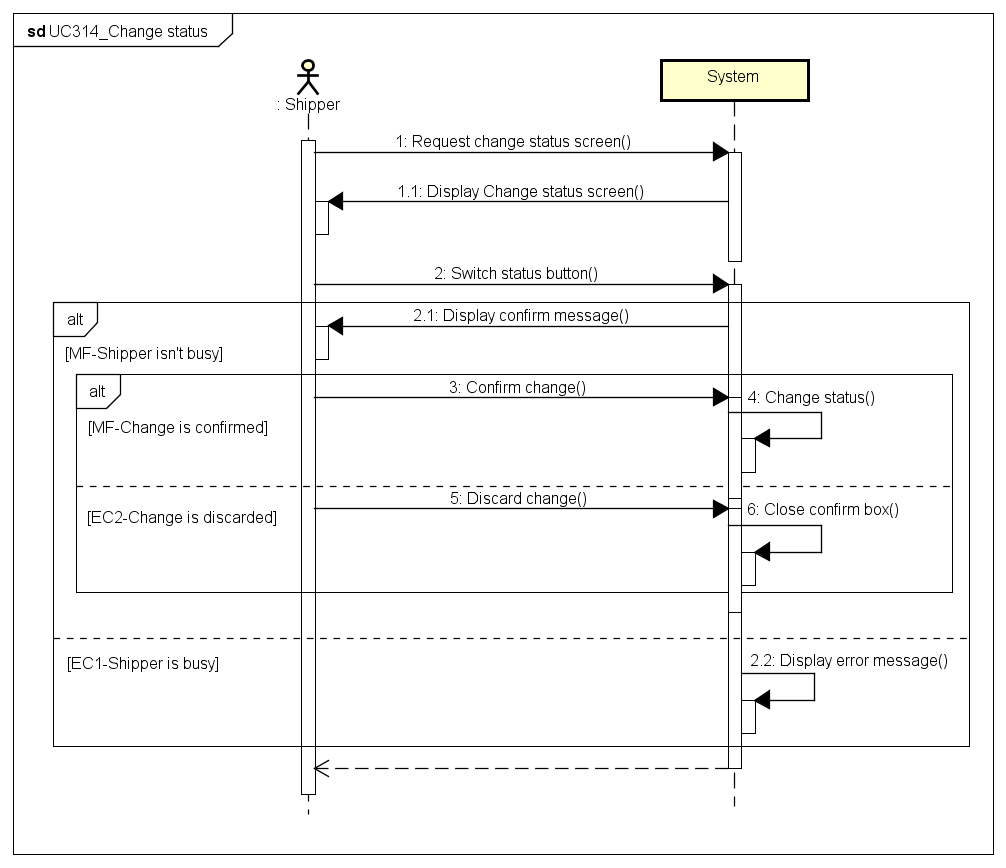 sd UC314_Change status
: Shipper
System
1: Request change status screen()
1.1: Display Change status screen()
2: Switch status button()
alt
2.1: Display confirm message()
[MF-Shipper isn't busy]
alt
3: Confirm change()
4: Change status()
[MF-Change is confirmed]
5: Discard change()
6: Close confirm box()
[EC2-Change is discarded]
[EC1-Shipper is busy]
2.2: Display error message()